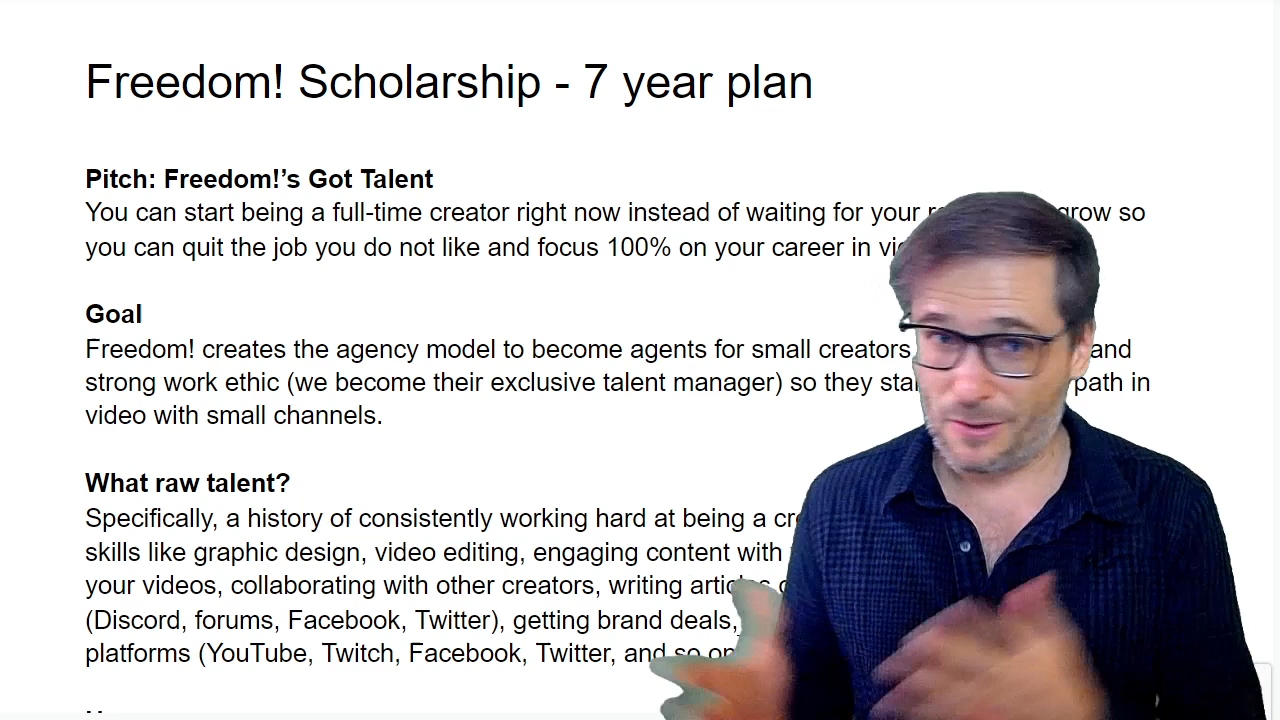 Freedom! Scholarship - 7 year plan
Pitch: Freedom!’s Got Talent
You can start being a full-time creator right now instead of waiting for your grow so
you can quit the job you do not like and focus 100% on your career in
Goal
Freedom! creates the agency model to become agents for small creators and
strong work ethic (we become their exclusive talent manager) so they path in
video with small channels.
What raw talent?
Specifically, a history of consistently working hard at being a
skills like graphic design, video editing, engaging content with
your videos, collaborating with other creators, writing articles
(Discord, forums, Facebook, Twitter), getting brand deals,
platforms (YouTube, Twitch, Facebook, Twitter, and so on